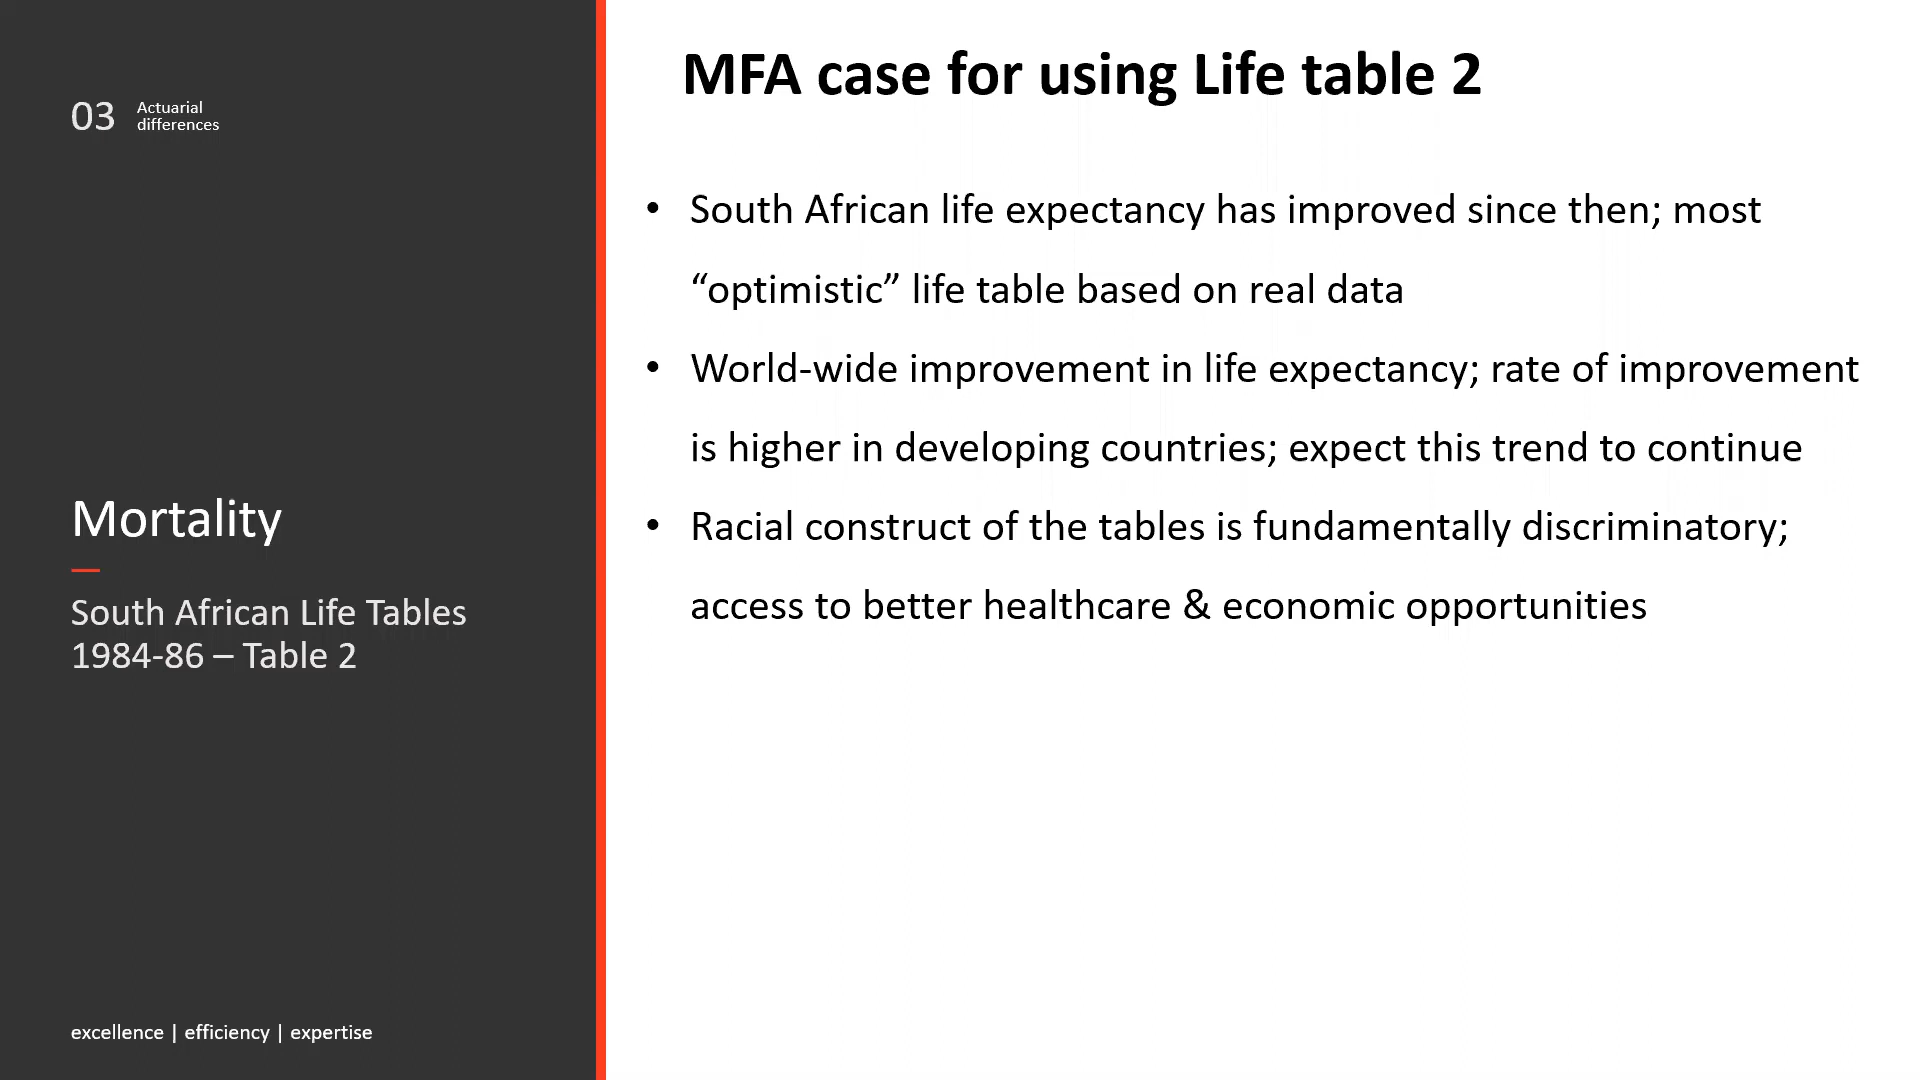 03
Actuarial
differences
Mortality
South African Life Tables
1984-86 – Table 2
excellence | efficiency | expertise
MFA case for using Life table 2
• South African life expectancy has improved since then; most
“optimistic” life table based on real data
• World-wide improvement in life expectancy; rate of improvement
is higher in developing countries; expect this trend to continue
• Racial construct of the tables is fundamentally discriminatory;
access to better healthcare & economic opportunities